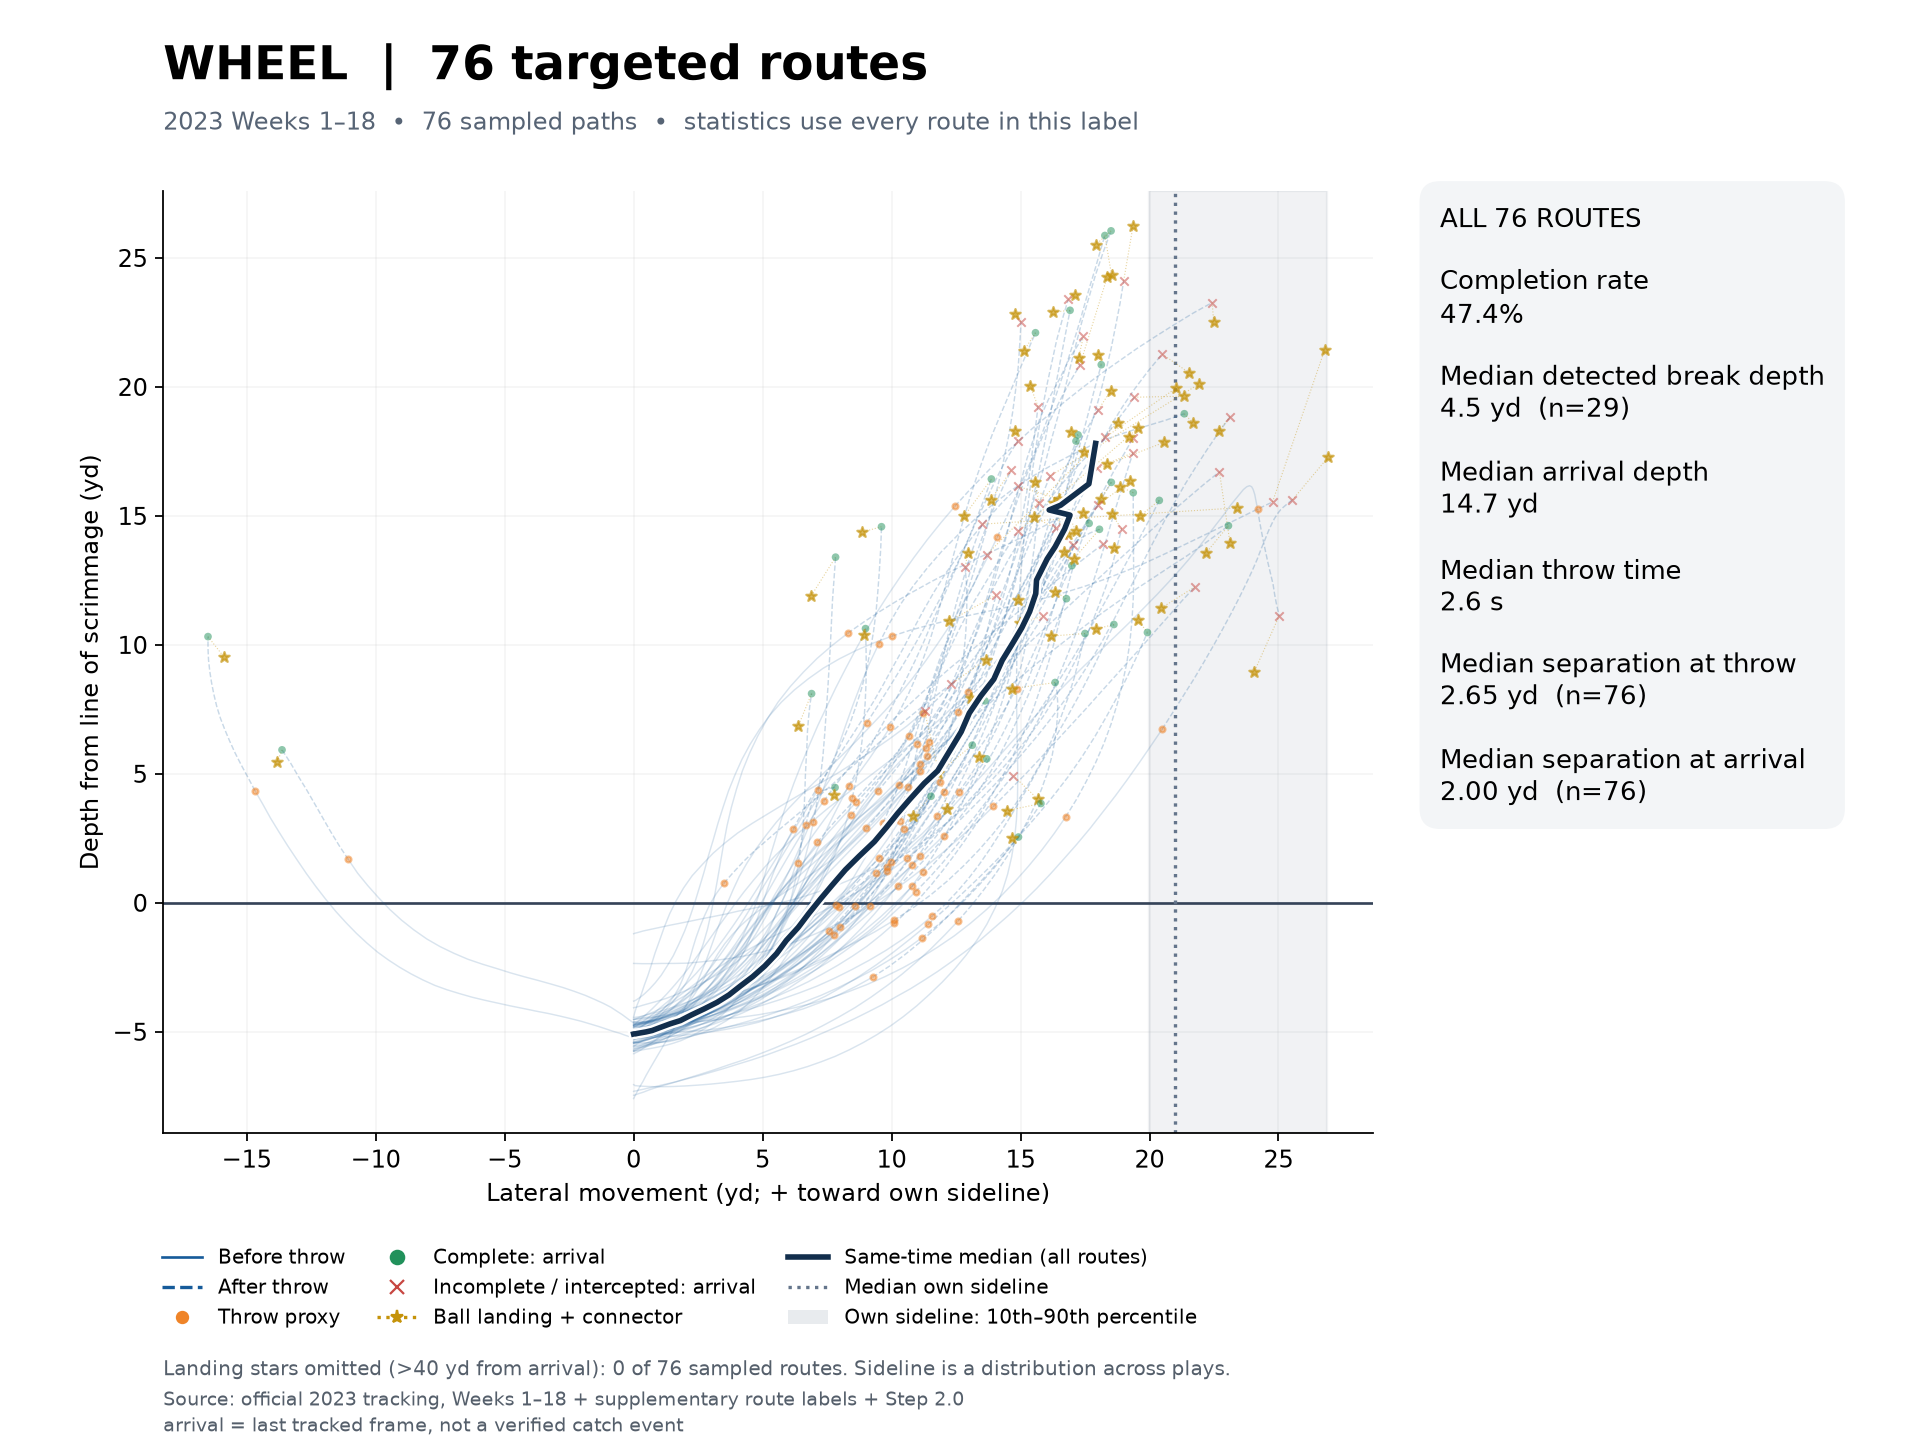 WHEEL | 76 targeted routes
2023 Weeks 1–18 • 76 sampled paths • statistics use every route in this label
ALL 76 ROUTES
Completion rate
47.4%
Median detected break depth
4.5 yd (n=29)
Median arrival depth
14.7 yd
Median throw time
2.6 s
Median separation at throw
2.65 yd (n=76)
Median separation at arrival
2.00 yd (n=76)
Depth from line of scrimmage (yd)
25
20
15
10
5
0
−5
−15 −10 −5 0 5 10 15 20 25
Lateral movement (yd; + toward own sideline)
Before throw
After throw
Throw proxy
Complete: arrival
Incomplete / intercepted: arrival
Ball landing + connector
Same-time median (all routes)
Median own sideline
Own sideline: 10th–90th percentile
Landing stars omitted (>40 yd from arrival): 0 of 76 sampled routes. Sideline is a distribution across plays.
Source: official 2023 tracking, Weeks 1–18 + supplementary route labels + Step 2.0
arrival = last tracked frame, not a verified catch event